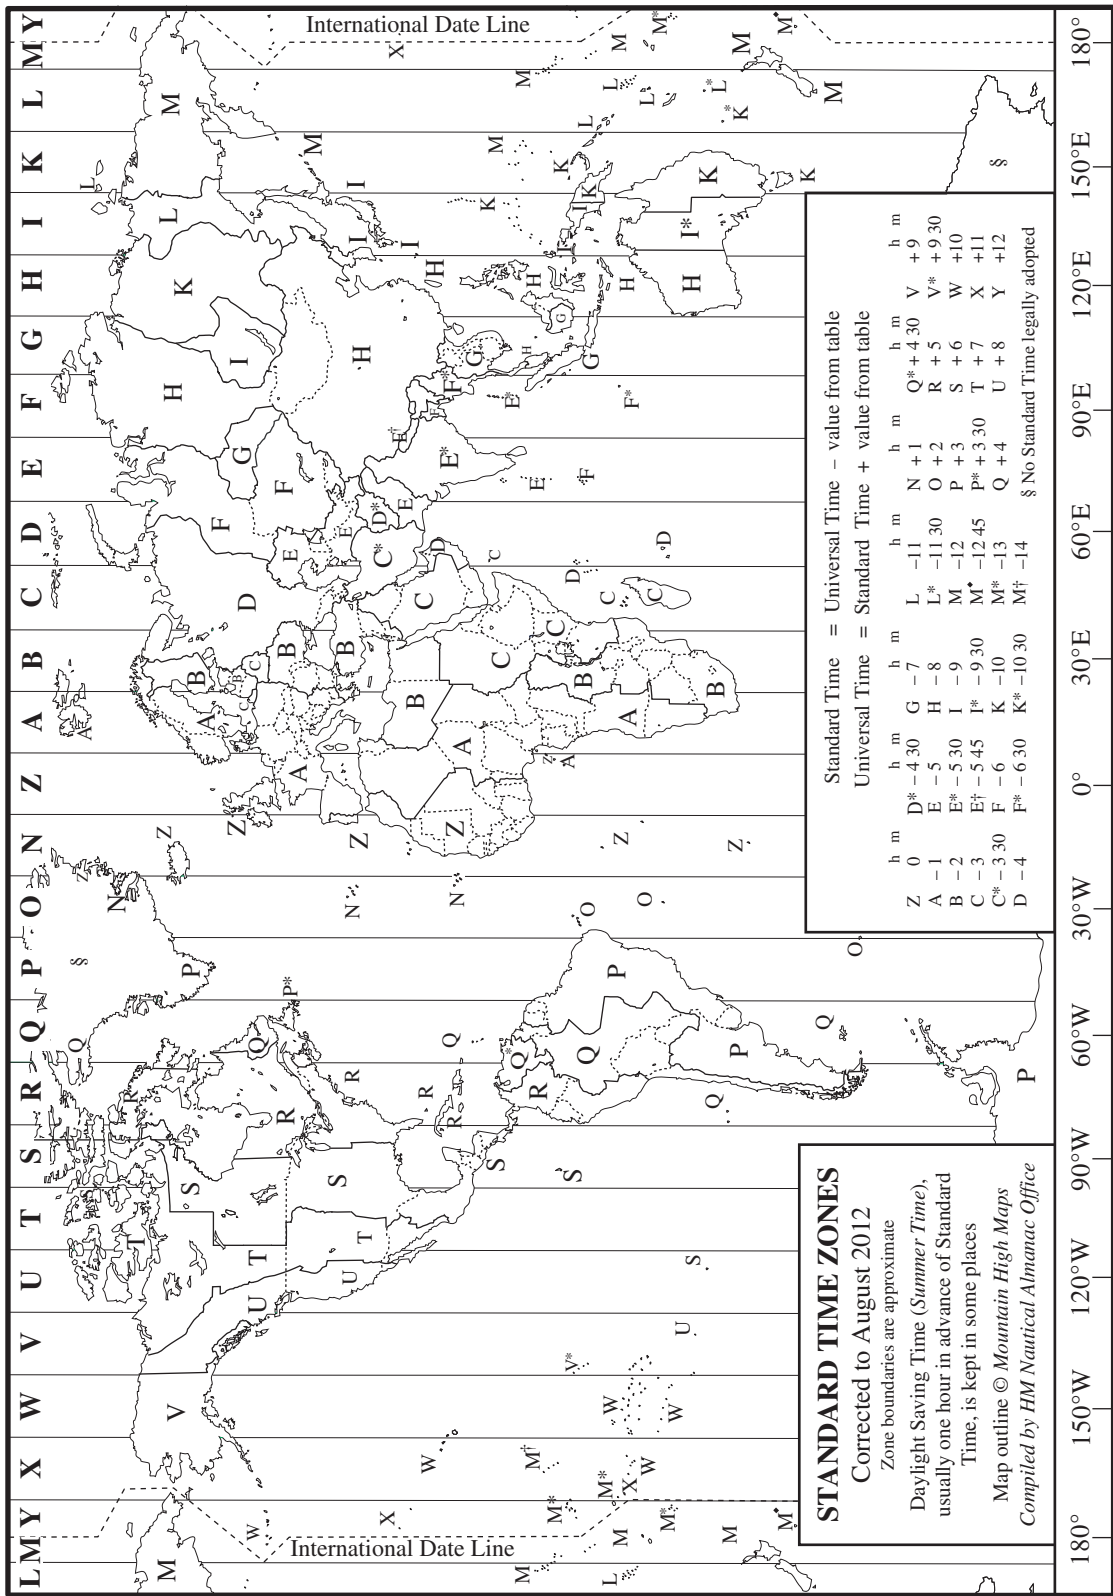 LMY X W V U T S R Q P O N Z A B C D E F G H I K L MY
Q § Z A L
M T R N P Z A B C D F H K L M
V S Z A B C D F G I M
W U T R Q P* Z A B E F H I M
X International Date Line
W S R N B C C* D* E E† H I
U T R Z A C D E* F* G K X
M* M† S Q* R N B C D E F G H I K M
V* S Q O Z A C E* E H L
W Q P O A B D F F* G I K M
M X U S Q P O Z C H I* K L M*
M International Date Line
STANDARD TIME ZONES
Corrected to August 2012
Zone boundaries are approximate
Daylight Saving Time (Summer Time),
usually one hour in advance of Standard
Time, is kept in some places
Map outline © Mountain High Maps
Compiled by HM Nautical Almanac Office
Standard Time = Universal Time – value from table
Universal Time = Standard Time + value from table
h m h m h m h m h m h m h m
Z 0 D* – 4 30 G – 7 L –11 N + 1 Q* + 4 30 V + 9
A – 1 E – 5 H – 8 L* –11 30 O + 2 R + 5 V* + 9 30
B – 2 E* – 5 30 I – 9 M –12 P + 3 S + 6 W +10
C – 3 E† – 5 45 I* – 9 30 M♦ –12 45 P* + 3 30 T + 7 X +11
C* – 3 30 F – 6 K –10 M* –13 Q + 4 U + 8 Y +12
D – 4 F* – 6 30 K* –10 30 M† –14
§ No Standard Time legally adopted
P §
180° 150°W 120°W 90°W 60°W 30°W 0° 30°E 60°E 90°E 120°E 150°E 180°